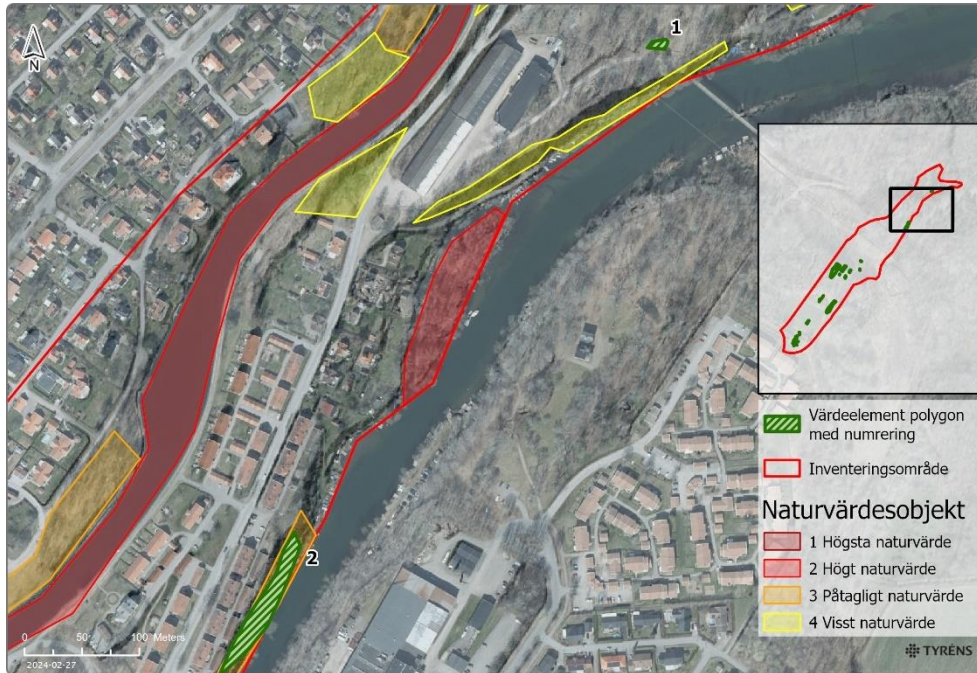 N
1
2
Värdeelement polygon
med numrering
Inventeringsområde
Naturvärdesobjekt
1 Högsta naturvärde
2 Högt naturvärde
3 Påtagligt naturvärde
4 Visst naturvärde
0 50 100 Meters
2024-02-27
TYRÉNS